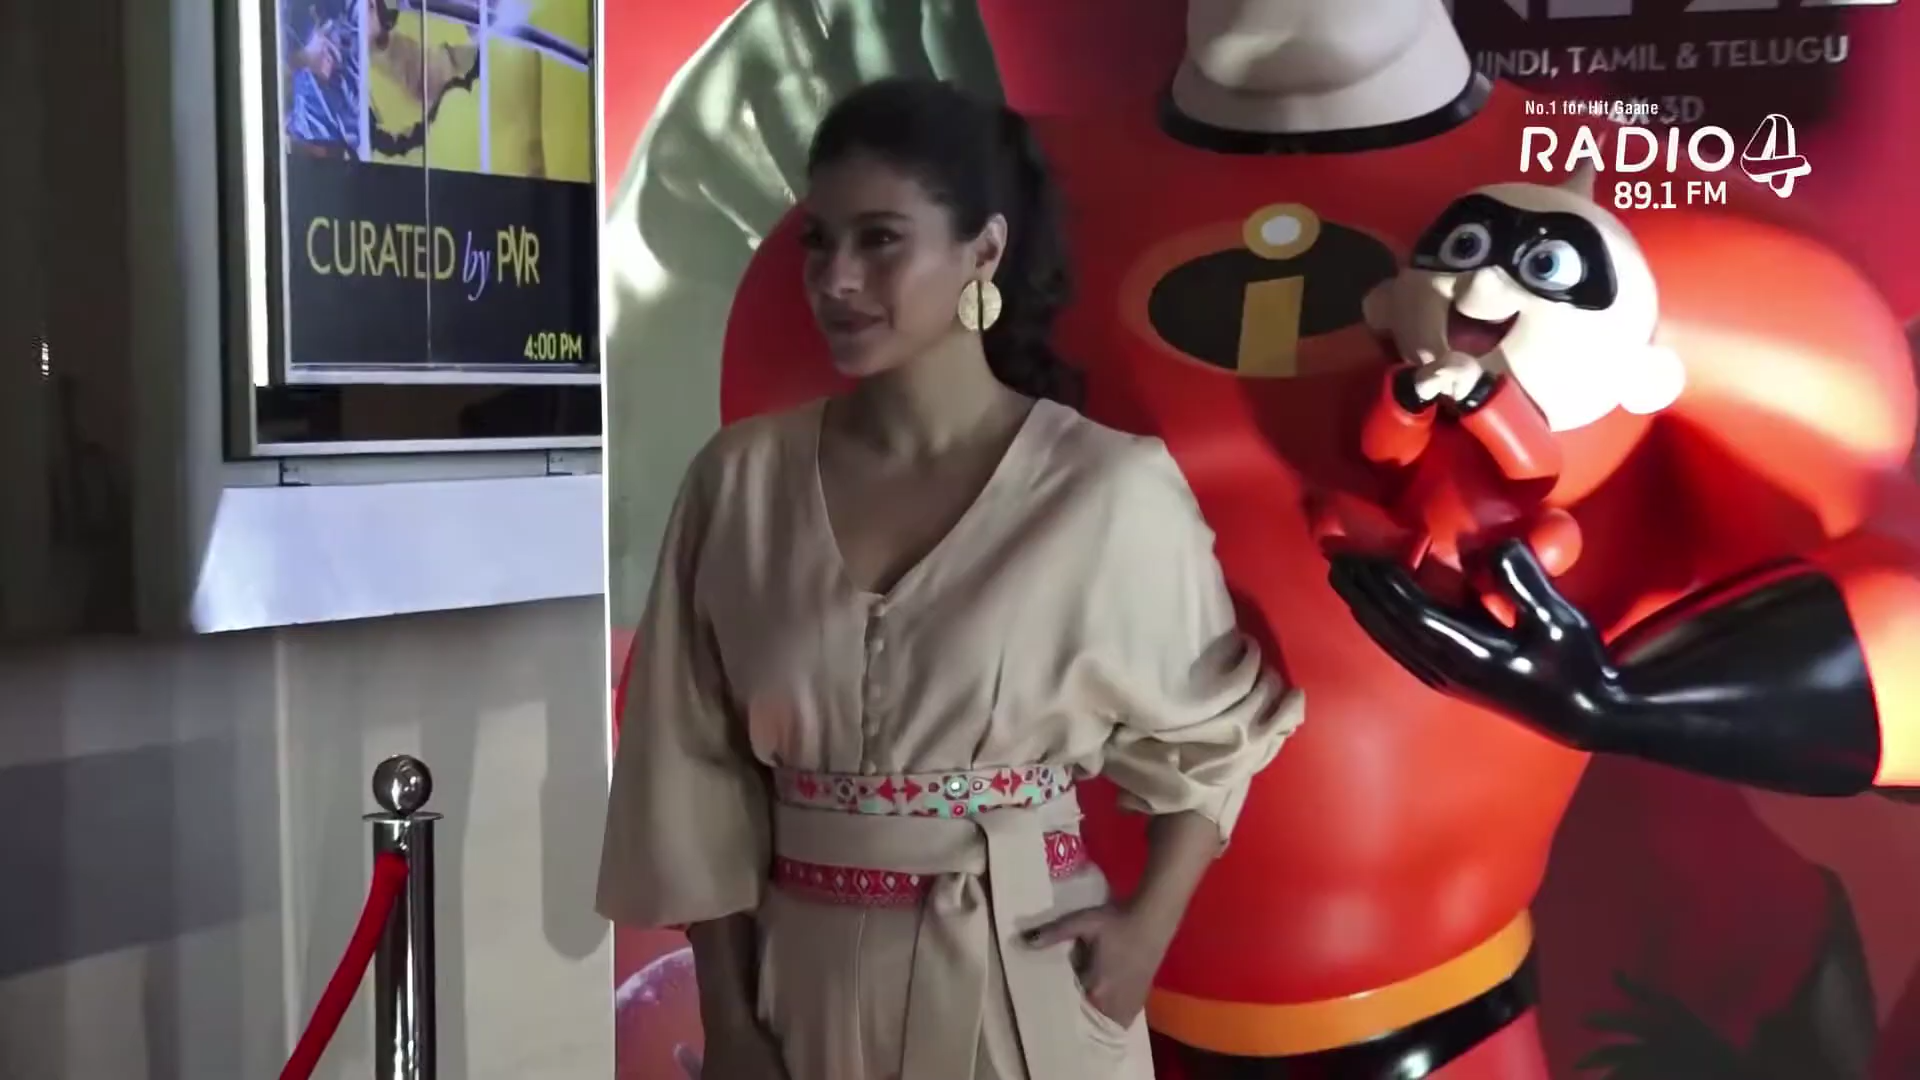 CURATED by PVR
4:00 PM
HINDI, TAMIL & TELUGU
3D
No.1 for Hit Gaane
RADIO 4
89.1 FM
i